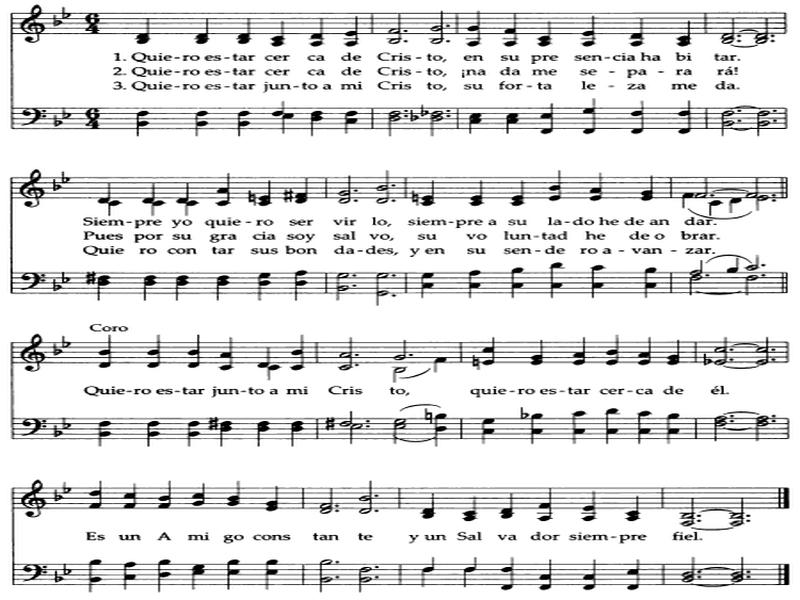 1. Quie-ro es-tar cer ca de Cris-to, en su pre sen-cia ha bi tar.
2. Quie-ro es-tar cer ca de Cris-to, ¡na da me se - pa - ra rá!
3. Quie-ro es-tar jun-to a mi Cris to, su for-ta le - za me da.
Siem-pre yo quie-ro ser vir lo, siem-pre a su la-do he de an dar.
Pues por su gra cia soy sal vo, su vo lun-tad he de o brar.
Quie ro con tar sus bon da-des, y en su sen-de ro a-van-zar.
Coro
Quie-ro es-tar jun-to a mi Cris to, quie-ro es-tar cer-ca de él.
Es un A mi go cons tan te y un Sal va dor siem-pre fiel.